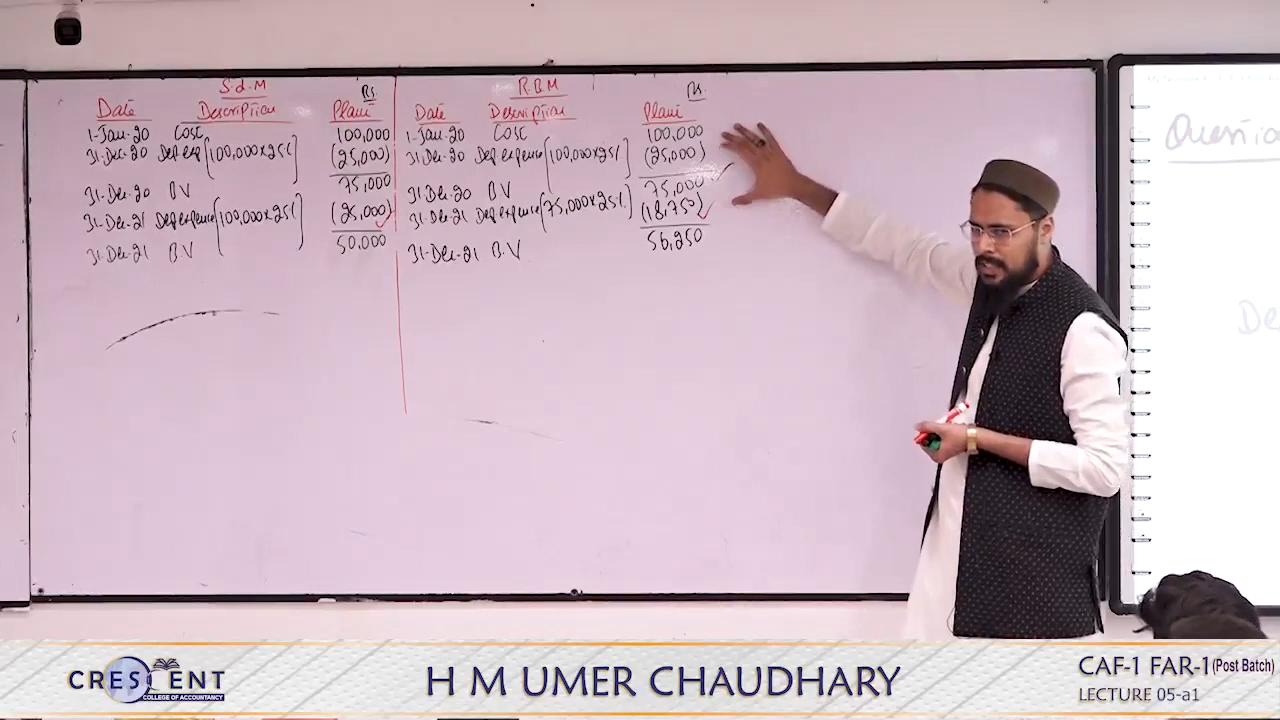 S.L.M
Rs.
Date Description Plant
1-Jan-20 Cost 100,000
31-Dec-20 Dep exp [100,000x25%] (25,000)
75,000
31-Dec-20 B.V
31-Dec-21 Dep expense [100,000x25%] (25,000)
50,000
31-Dec-21 B.V
R.B.M
Rs.
Date Description Plant
1-Jan-20 Cost 100,000
31-Dec-20 Dep expense [100,000x25%] (25,000)
31-Dec-20 B.V 75,000
31-Dec-21 Dep expense [75,000x25%] (18,750)
56,250
31-Dec-21 B.V
CRESCENT
COLLEGE OF ACCOUNTANCY
H M UMER CHAUDHARY
CAF-1 FAR-1 (Post Batch)
LECTURE 05-a1